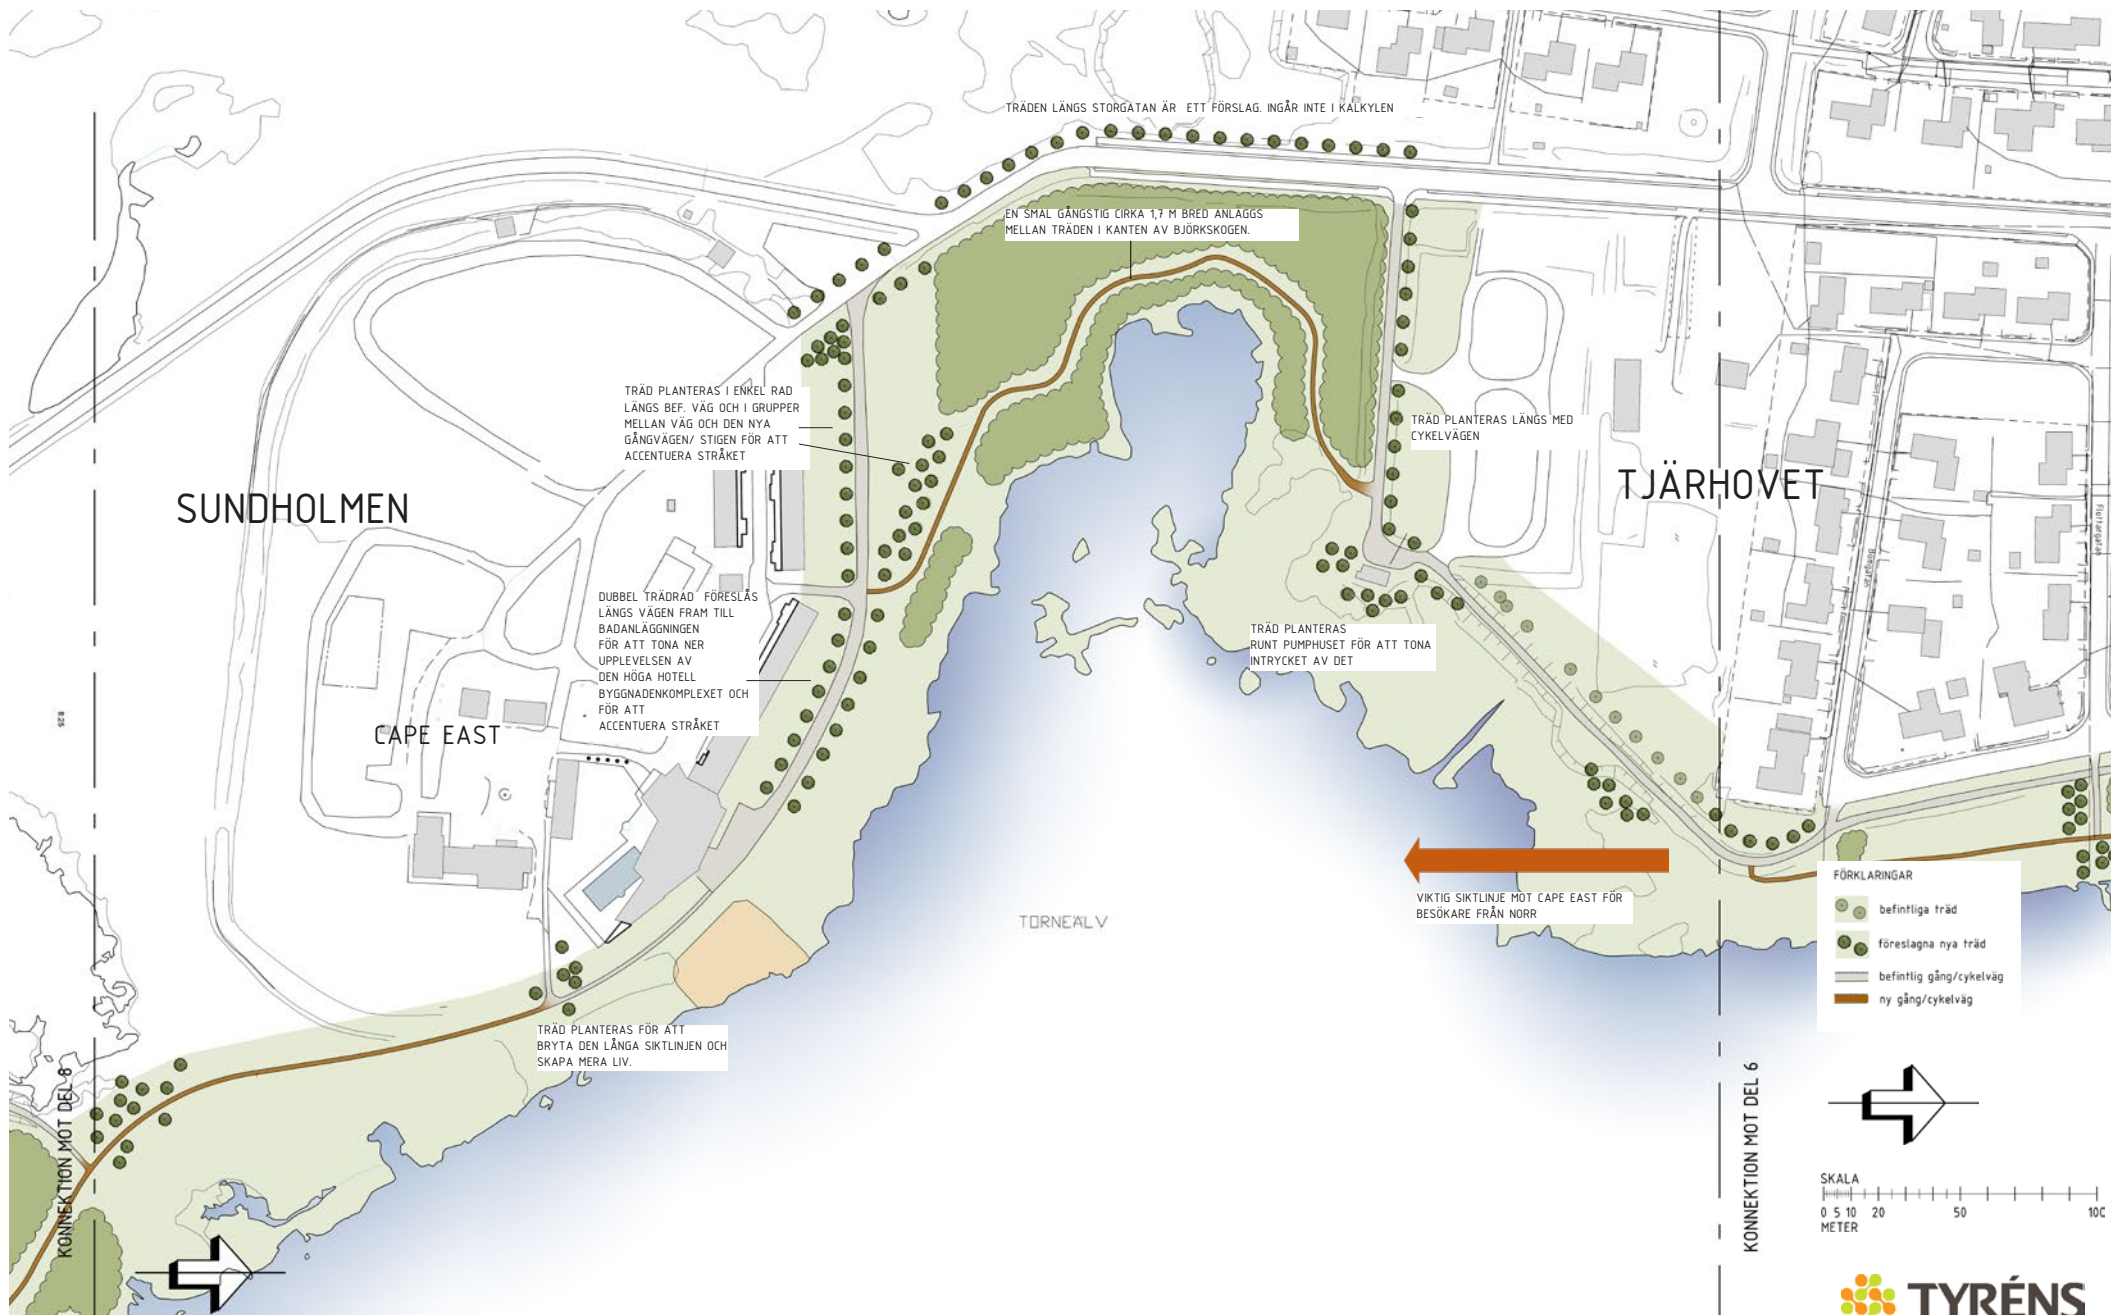 TRÄDEN LÄNGS STORGATAN ÄR ETT FÖRSLAG. INGÅR INTE I KALKYLEN
EN SMAL GÅNGSTIG CIRKA 1,7 M BRED ANLÄGGS
MELLAN TRÄDEN I KANTEN AV BJÖRKSKOGEN.
TRÄD PLANTERAS I ENKEL RAD
LÄNGS BEF. VÄG OCH I GRUPPER
MELLAN VÄG OCH DEN NYA
GÅNGVÄGEN/ STIGEN FÖR ATT
ACCENTUERA STRÅKET
TRÄD PLANTERAS LÄNGS MED
CYKELVÄGEN
SUNDHOLMEN
TJÄRHOVET
Flottargatan
DUBBEL TRÄDRAD FÖRESLÅS
LÄNGS VÄGEN FRAM TILL
BADANLÄGGNINGEN
FÖR ATT TONA NER
UPPLEVELSEN AV
DEN HÖGA HOTELL
BYGGNADENKOMPLEXET OCH
FÖR ATT
ACCENTUERA STRÅKET
TRÄD PLANTERAS
RUNT PUMPHUSET FÖR ATT TONA
INTRYCKET AV DET
CAPE EAST
VIKTIG SIKTLINJE MOT CAPE EAST FÖR
BESÖKARE FRÅN NORR
TORNEÄLV
FÖRKLARINGAR
befintliga träd
föreslagna nya träd
befintlig gång/cykelväg
ny gång/cykelväg
TRÄD PLANTERAS FÖR ATT
BRYTA DEN LÅNGA SIKTLINJEN OCH
SKAPA MERA LIV.
KONNEKTION MOT DEL 8
KONNEKTION MOT DEL 6
SKALA
0 5 10 20 50 100
METER
TYRÉNS